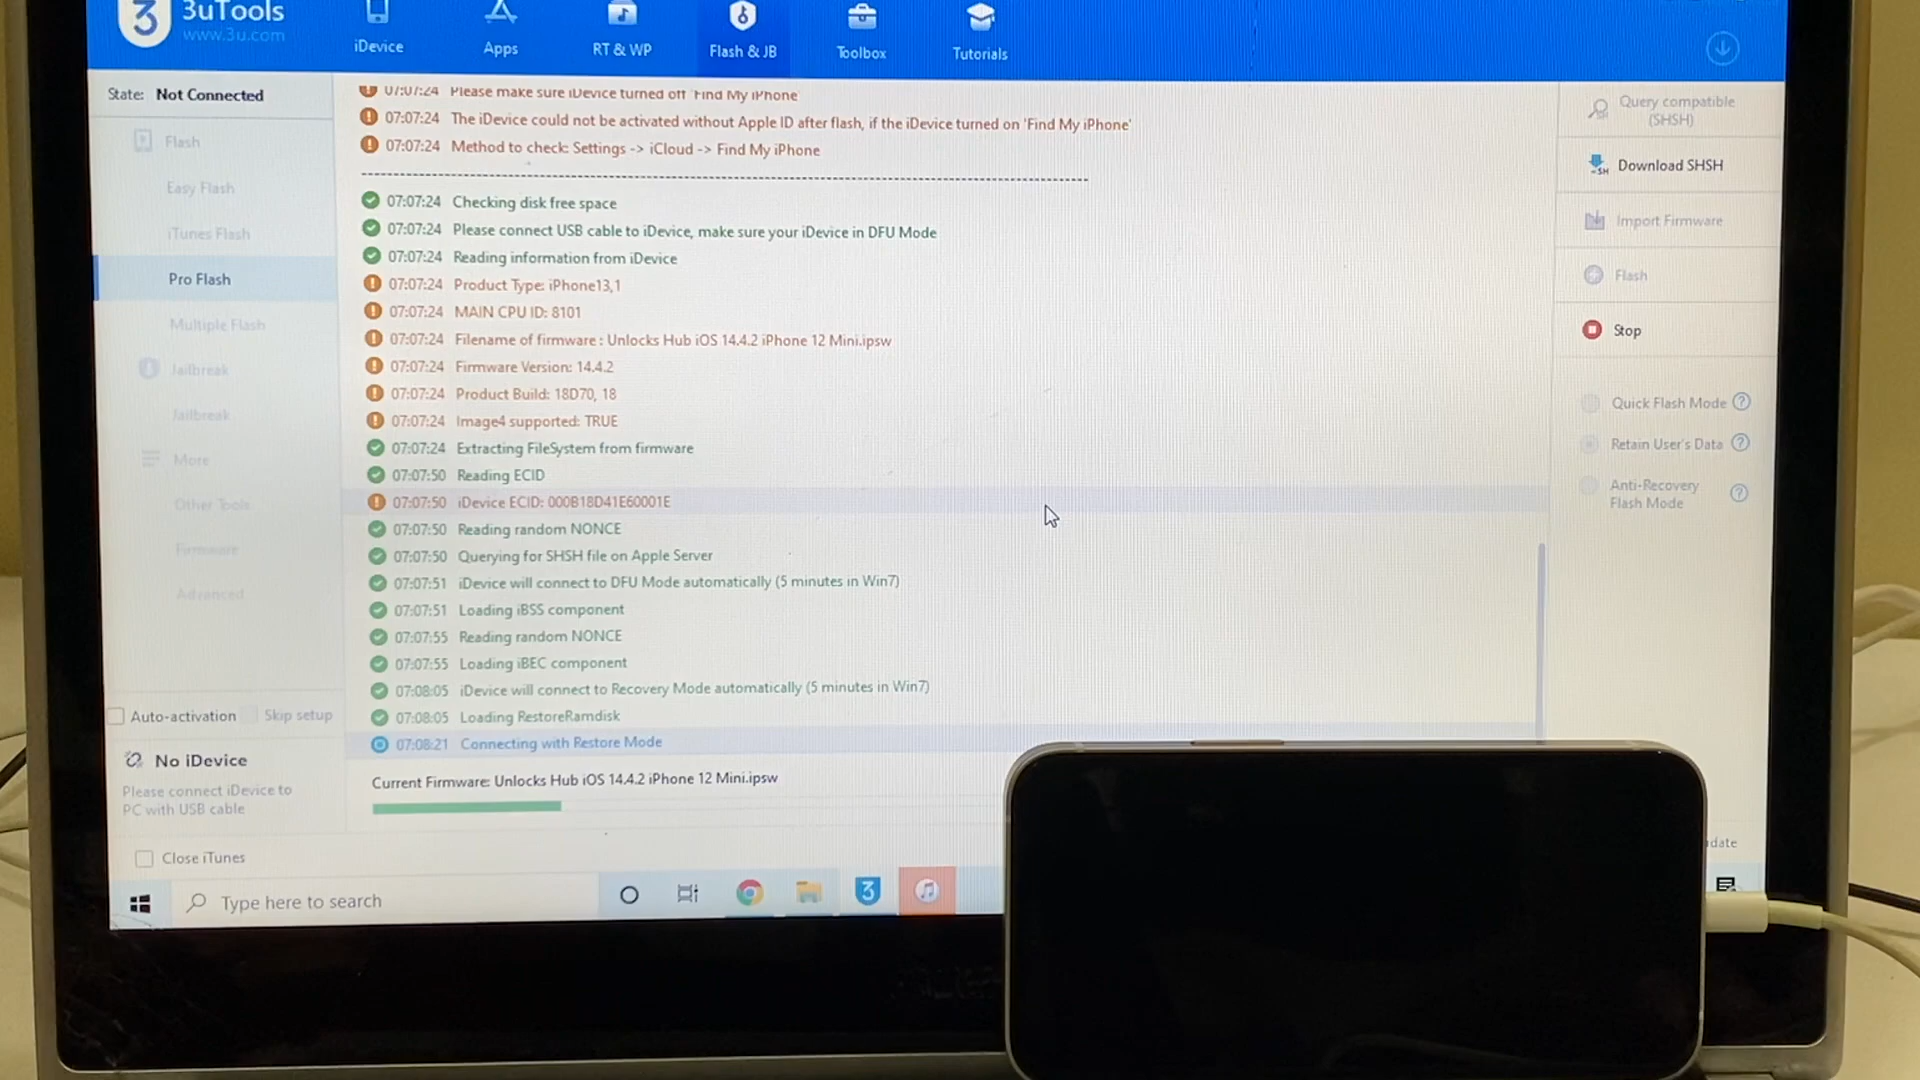 3uTools
www.3u.com
iDevice
Apps
RT & WP
Flash & JB
Toolbox
Tutorials
State: Not Connected
Flash
Easy Flash
iTunes Flash
Pro Flash
Multiple Flash
Jailbreak
Jailbreak
More
Other Tools
Firmware
Advanced
Auto-activation Skip setup
No iDevice
Please connect iDevice to
PC with USB cable
Close iTunes
07:07:24 Please make sure iDevice turned off 'Find My iPhone'
07:07:24 The iDevice could not be activated without Apple ID after flash, if the iDevice turned on 'Find My iPhone'
07:07:24 Method to check: Settings -> iCloud -> Find My iPhone
07:07:24 Checking disk free space
07:07:24 Please connect USB cable to iDevice, make sure your iDevice in DFU Mode
07:07:24 Reading information from iDevice
07:07:24 Product Type: iPhone13,1
07:07:24 MAIN CPU ID: 8101
07:07:24 Filename of firmware : Unlocks Hub iOS 14.4.2 iPhone 12 Mini.ipsw
07:07:24 Firmware Version: 14.4.2
07:07:24 Product Build: 18D70, 18
07:07:24 Image4 supported: TRUE
07:07:24 Extracting FileSystem from firmware
07:07:50 Reading ECID
07:07:50 iDevice ECID: 000B18D41E60001E
07:07:50 Reading random NONCE
07:07:50 Querying for SHSH file on Apple Server
07:07:51 iDevice will connect to DFU Mode automatically (5 minutes in Win7)
07:07:51 Loading iBSS component
07:07:55 Reading random NONCE
07:07:55 Loading iBEC component
07:08:05 iDevice will connect to Recovery Mode automatically (5 minutes in Win7)
07:08:05 Loading RestoreRamdisk
07:08:21 Connecting with Restore Mode
Current Firmware: Unlocks Hub iOS 14.4.2 iPhone 12 Mini.ipsw
Query compatible
(SHSH)
Download SHSH
Import Firmware
Flash
Stop
Quick Flash Mode
Retain User's Data
Anti-Recovery
Flash Mode
date
Type here to search